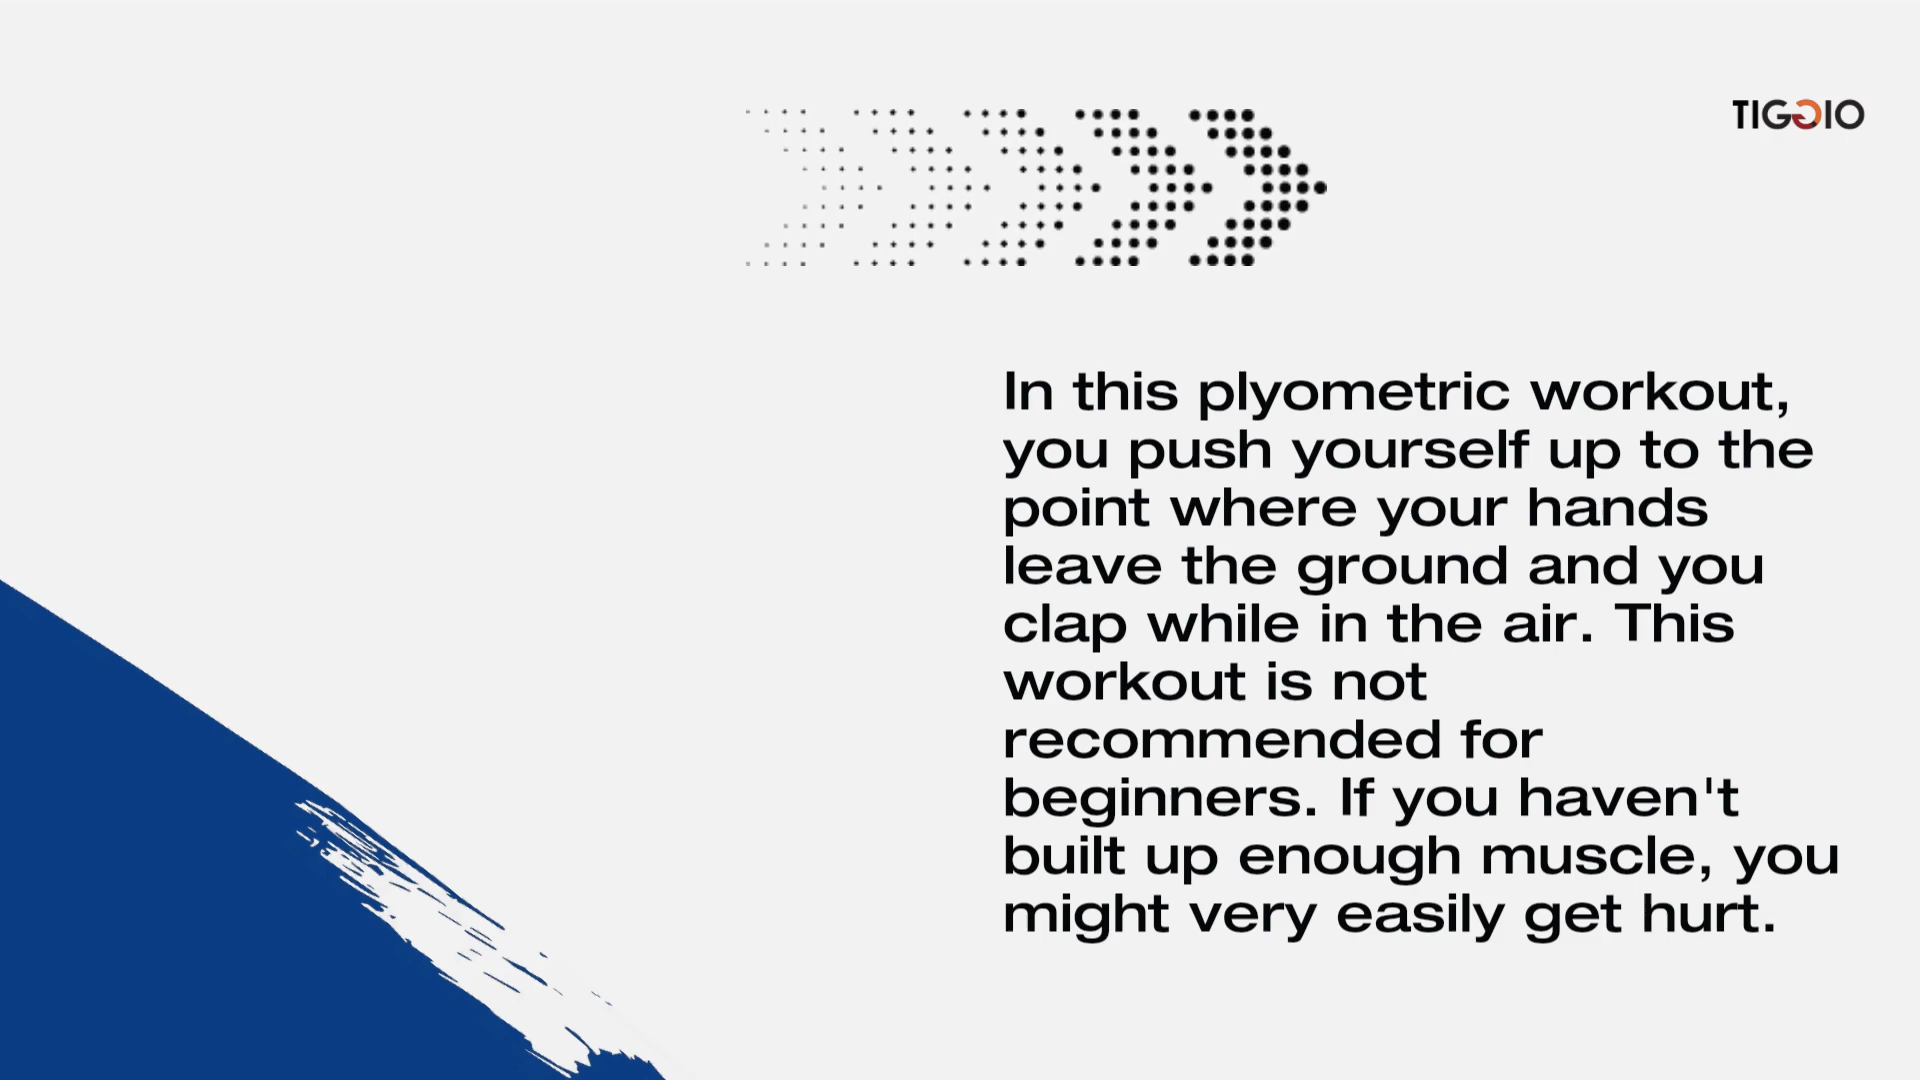 TIGGIO
In this plyometric workout,
you push yourself up to the
point where your hands
leave the ground and you
clap while in the air. This
workout is not
recommended for
beginners. If you haven't
built up enough muscle, you
might very easily get hurt.